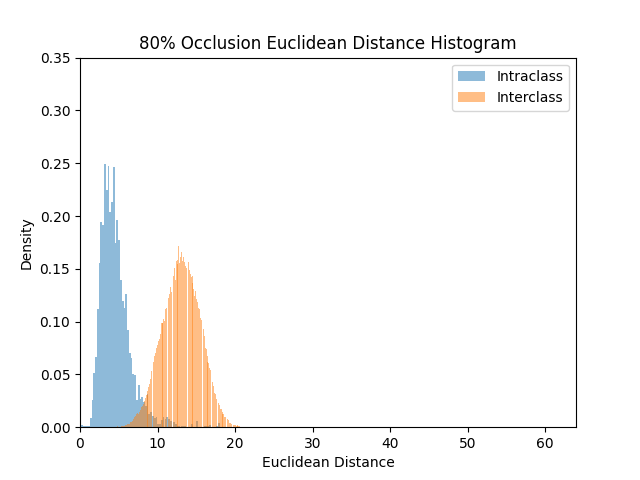 80% Occlusion Euclidean Distance Histogram
Intraclass
Interclass
0.35
0.30
0.25
0.20
0.15
0.10
0.05
0.00
Density
0 10 20 30 40 50 60
Euclidean Distance